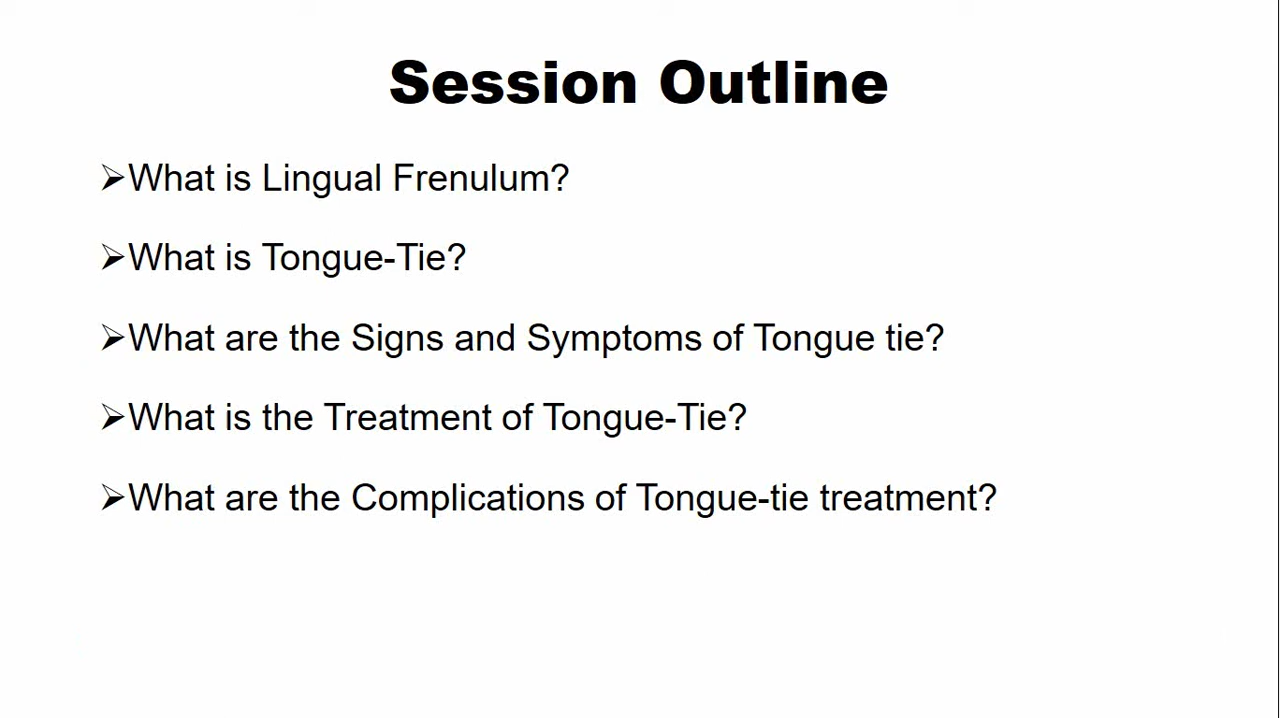 Session Outline
➢What is Lingual Frenulum?
➢What is Tongue-Tie?
➢What are the Signs and Symptoms of Tongue tie?
➢What is the Treatment of Tongue-Tie?
➢What are the Complications of Tongue-tie treatment?